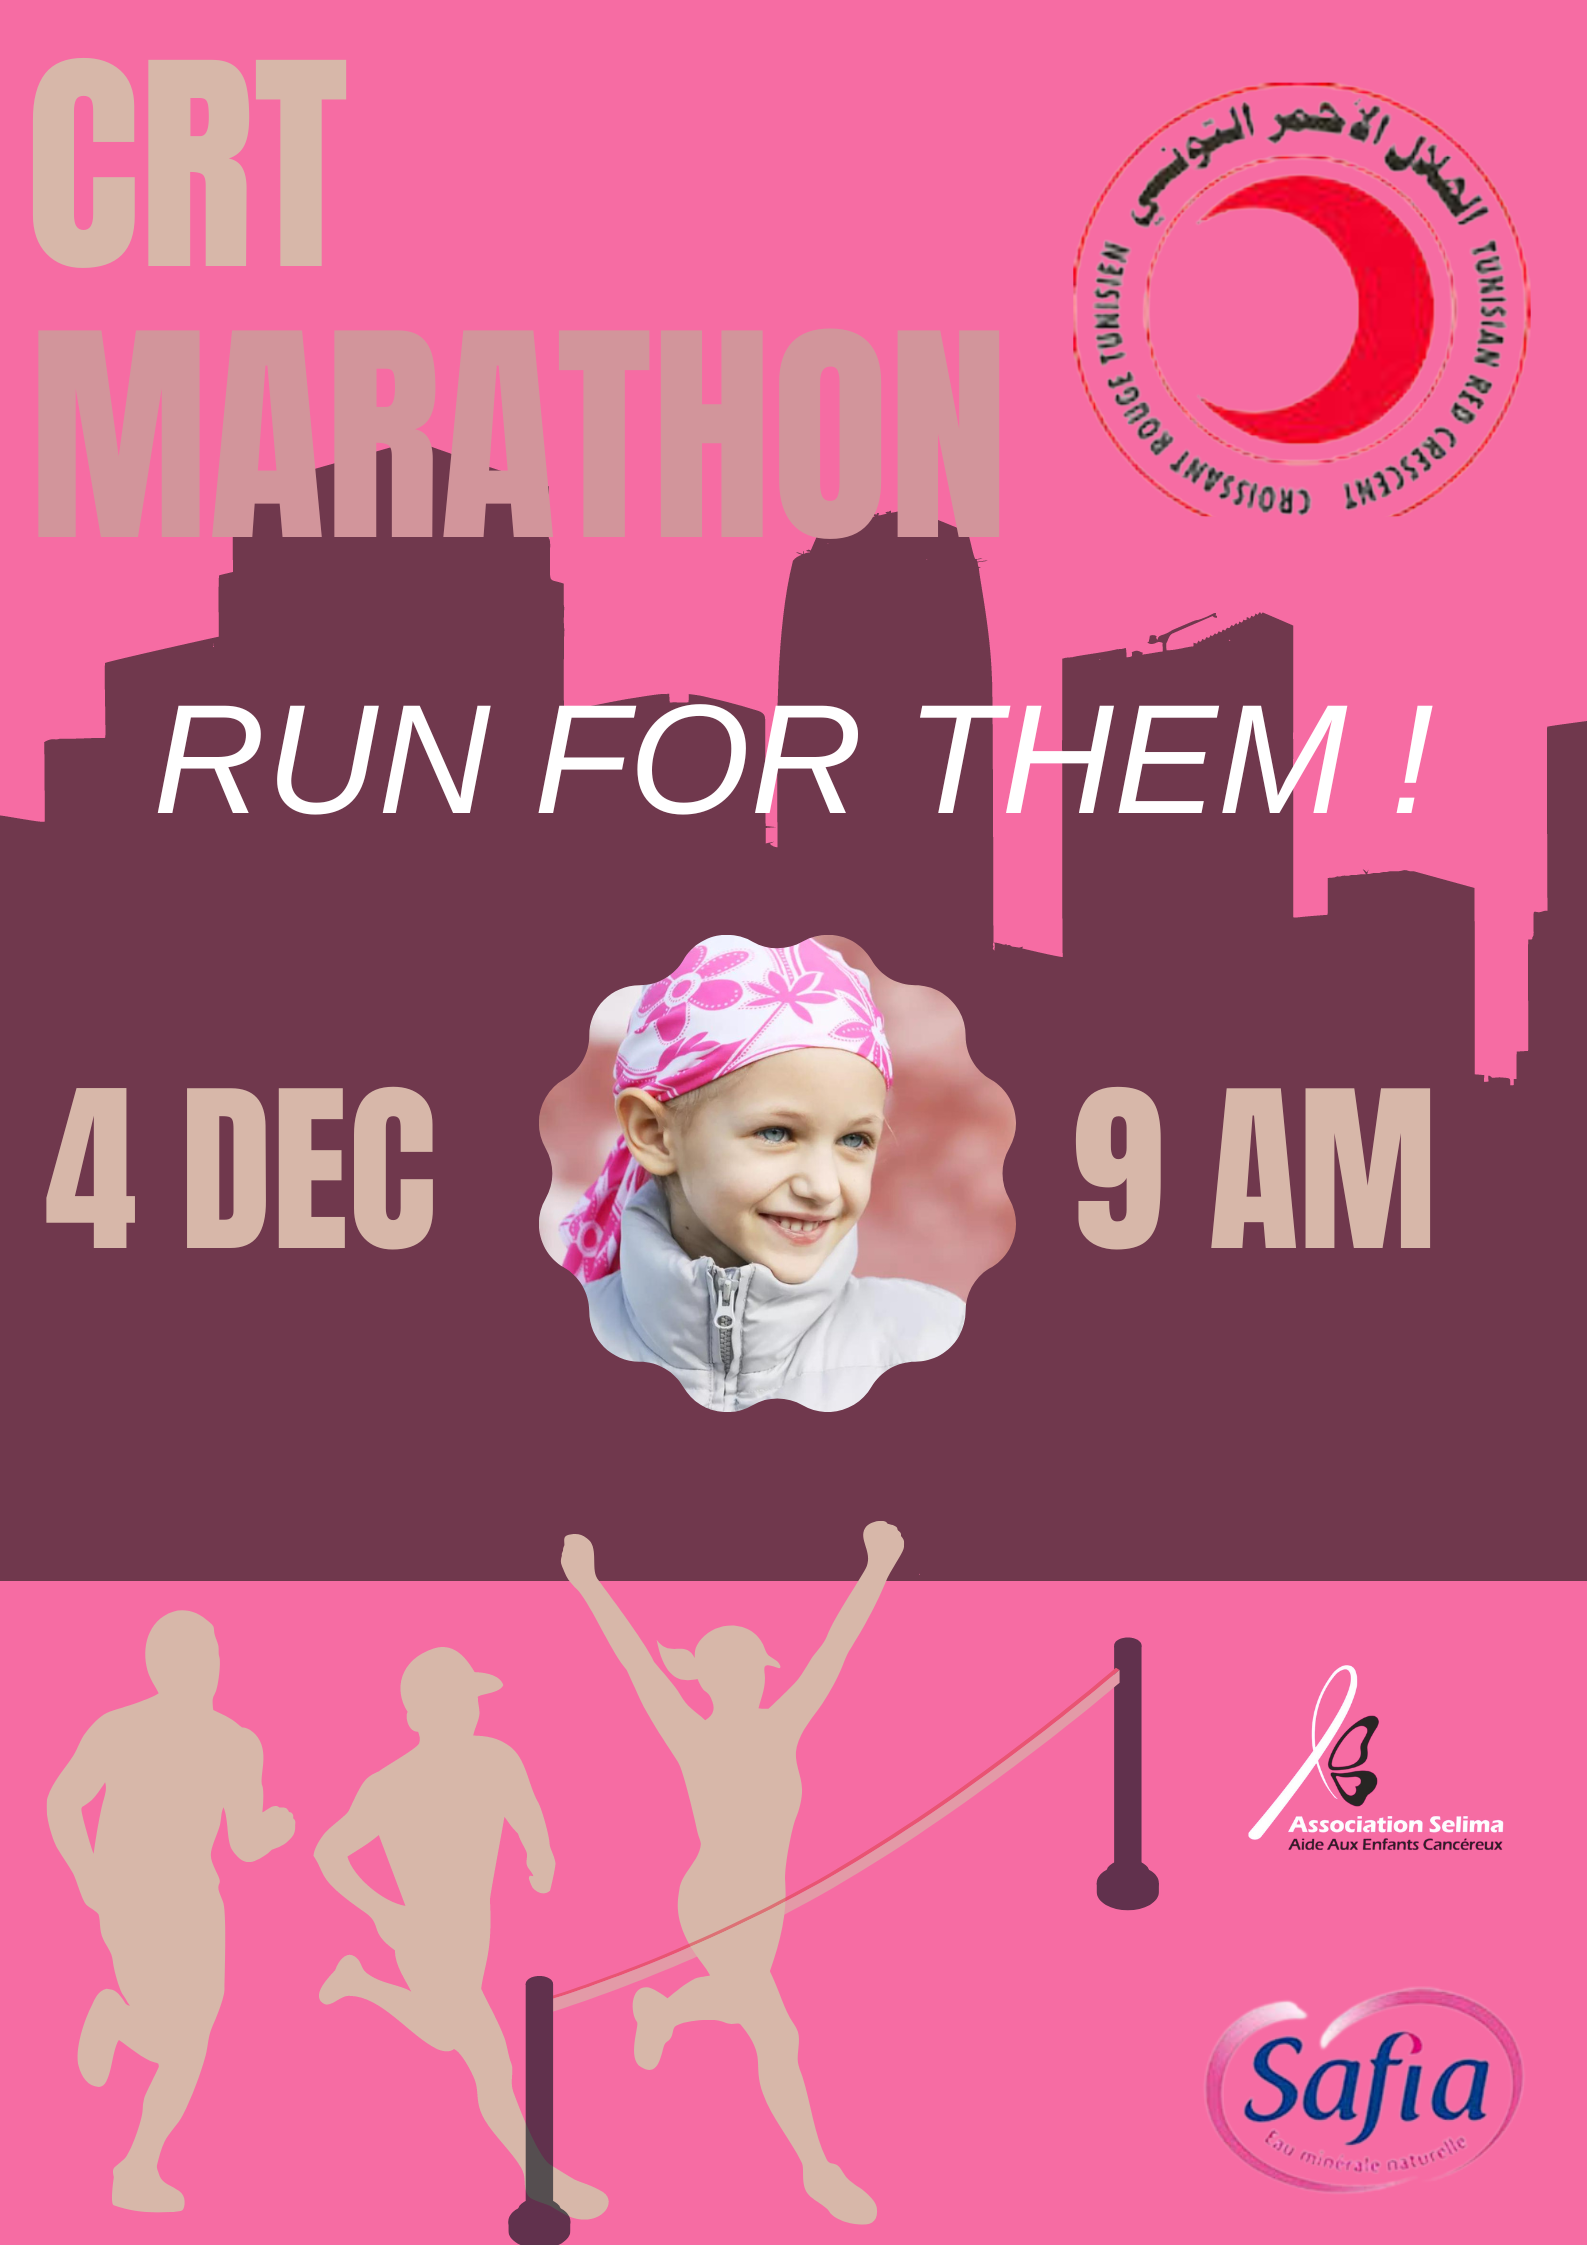 CRT
MARATHON
الهلال الأحمر التونسي
CROISSANT ROUGE TUNISIEN
TUNISIAN RED CRESCENT
RUN FOR THEM !
4 DEC
9 AM
Association Selima
Aide Aux Enfants Cancéreux
Safia
Eau minérale naturelle